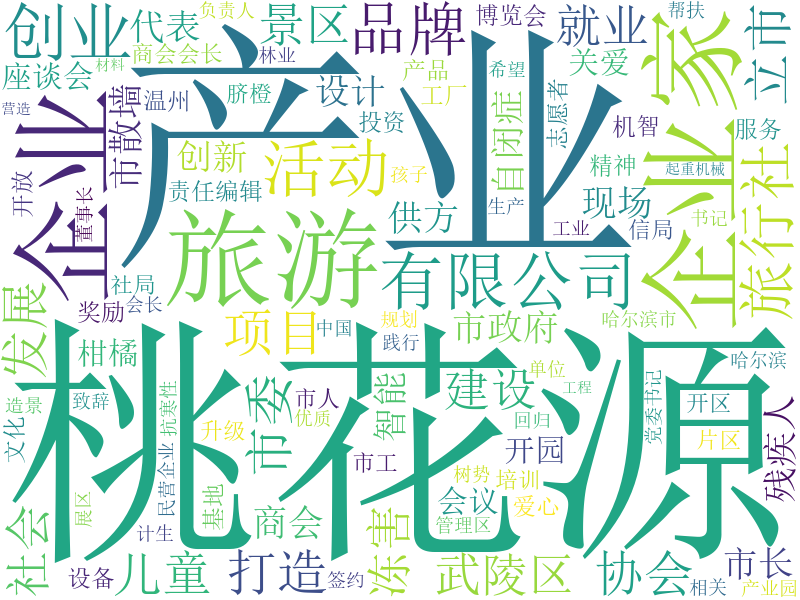 创业
代表
负责人
景区
品牌
博览会
就业
帮扶
家
立市
商会会长
林业
座谈会
材料
产业
产品
希望
关爱
营造
市散墙
温州
脐橙
设计
工厂
自闭症
志愿者
企业
投资
机智
服务
创新
活动
孩子
精神
起重机械
企业
旅行社
开放
董事长
责任编辑
供方
生产
现场
工业
信局
书记
旅游
社局
奖励
会长
有限公司
发展
项目
中国
规划
市政府
哈尔滨市
桃花源
柑橘
市委
践行
建设
单位
哈尔滨
造景
致辞
抗寒性
市人
智能
工程
党委书记
开区
残疾人
文化
升级
优质
回归
开园
片区
民营企业
市工
树势
培训
社会
展区
基地
商会
冻害
会议
爱心
计生
管理区
设备
儿童
打造
签约
武陵区
协会
市长
相关
产业园